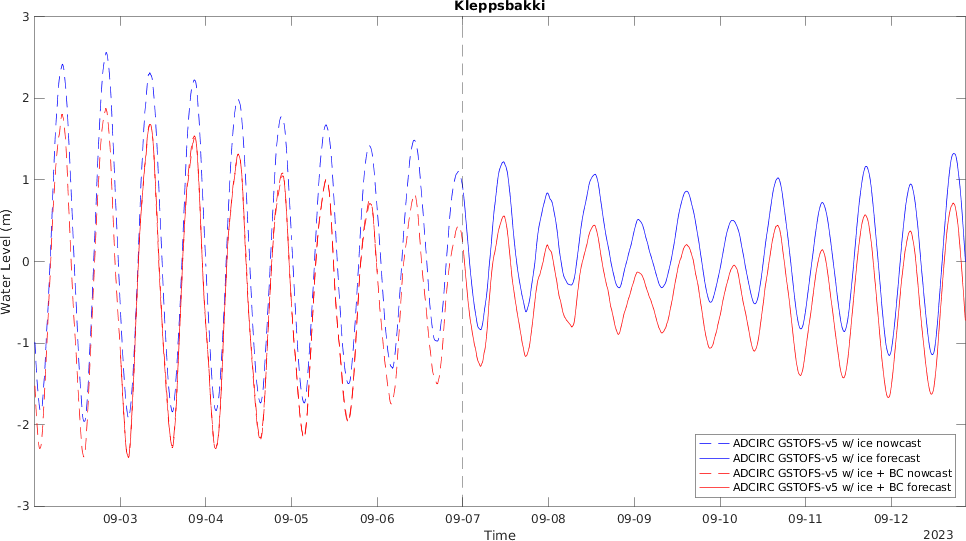 Kleppsbakki
3
2
1
0
-1
-2
-3
Water Level (m)
09-03 09-04 09-05 09-06 09-07 09-08 09-09 09-10 09-11 09-12
Time
2023
ADCIRC GSTOFS-v5 w/ ice nowcast
ADCIRC GSTOFS-v5 w/ ice forecast
ADCIRC GSTOFS-v5 w/ ice + BC nowcast
ADCIRC GSTOFS-v5 w/ ice + BC forecast